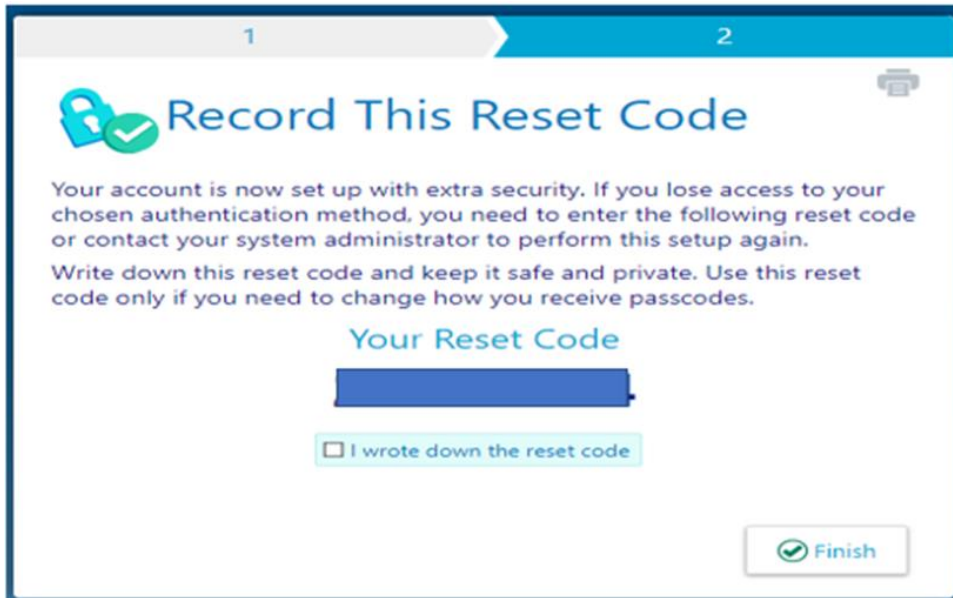 1
2
Record This Reset Code
Your account is now set up with extra security. If you lose access to your
chosen authentication method, you need to enter the following reset code
or contact your system administrator to perform this setup again.
Write down this reset code and keep it safe and private. Use this reset
code only if you need to change how you receive passcodes.
Your Reset Code
I wrote down the reset code
Finish